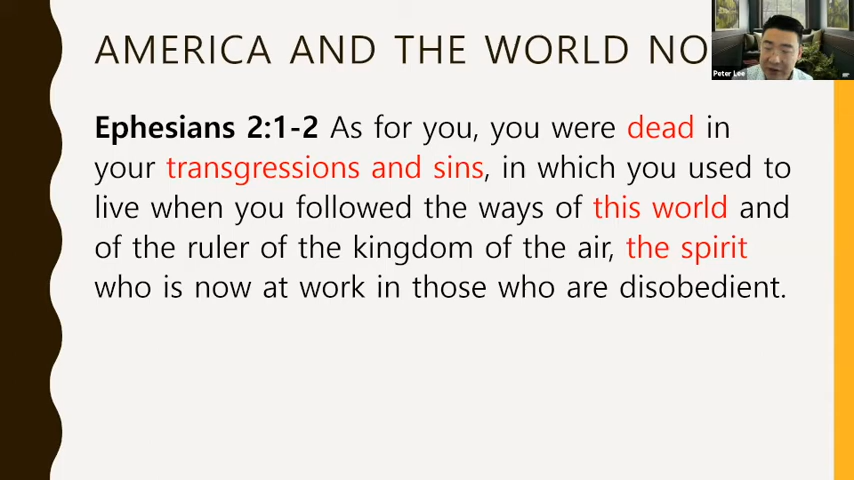 AMERICA AND THE WORLD NO
Peter Lee
Ephesians 2:1-2 As for you, you were dead in
your transgressions and sins, in which you used to
live when you followed the ways of this world and
of the ruler of the kingdom of the air, the spirit
who is now at work in those who are disobedient.